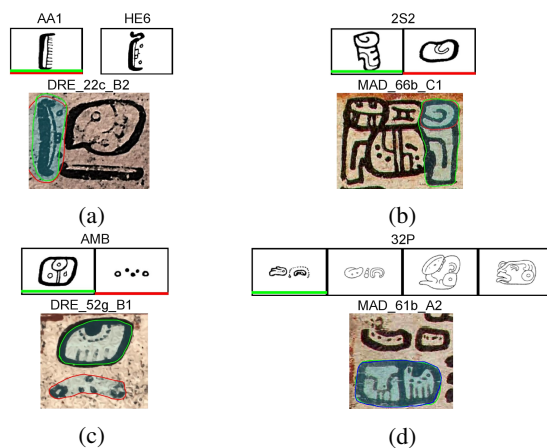 AA1 HE6 2S2
DRE_22c_B2 MAD_66b_C1
(a) (b)
AMB 32P
DRE_52g_B1 MAD_61b_A2
(c) (d)